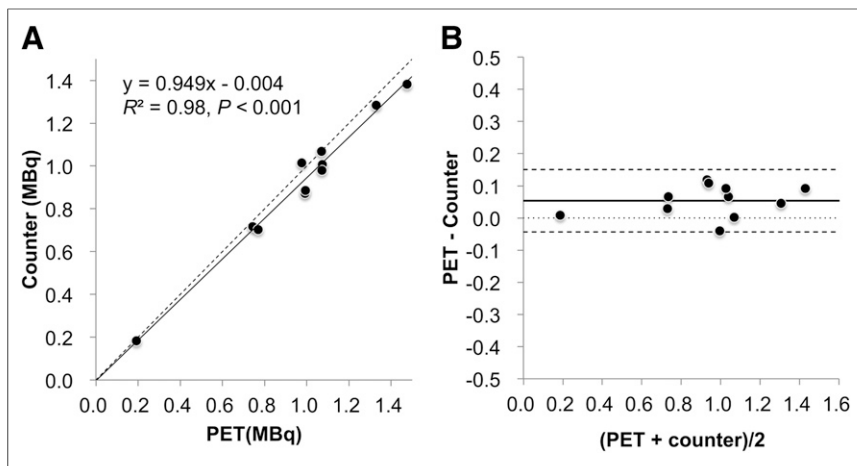 A
y = 0.949x - 0.004
R² = 0.98, P < 0.001
Counter (MBq)
1.4
1.2
1.0
0.8
0.6
0.4
0.2
0.0
0.0 0.2 0.4 0.6 0.8 1.0 1.2 1.4
PET(MBq)
B
PET - Counter
0.5
0.4
0.3
0.2
0.1
0.0
-0.1
-0.2
-0.3
-0.4
-0.5
0.0 0.2 0.4 0.6 0.8 1.0 1.2 1.4 1.6
(PET + counter)/2